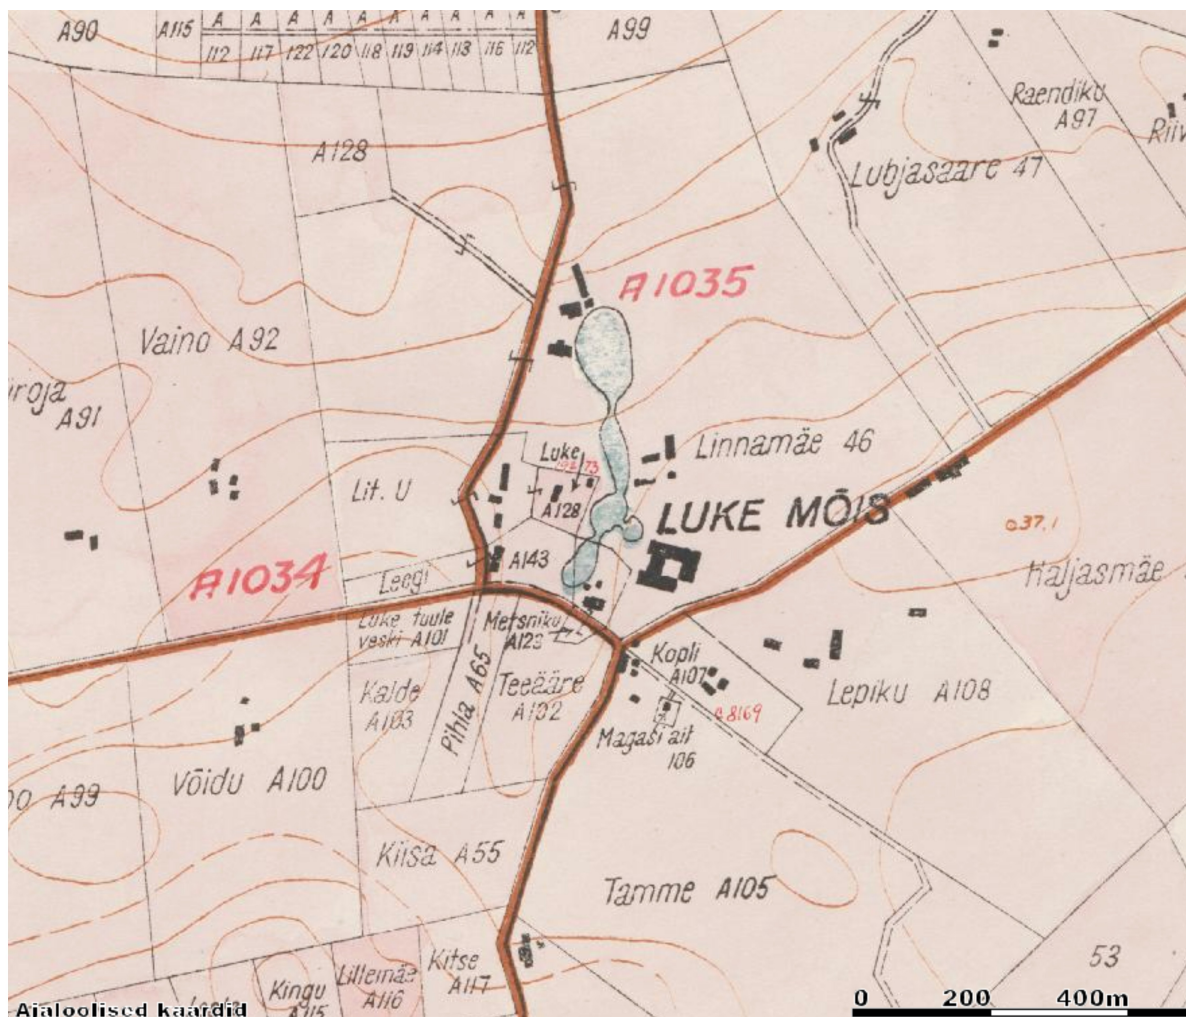 A90
A115
A
A
A
A
A
A
A
A
A
112
117
122
120
118
119
114
113
116
112
A99
Raendiku
A97
Lubjasaare 47
A128
A1035
Vaino A92
A91
Luke
73
Linnamäe 46
Lit. U
A128
LUKE MÕIS
37,1
A143
Haljasmäe
A1034
Leegi
Luke tuule
veski A101
Metsniku
A123
Kopli
A107
Kalde
A103
Pihla A65
Teeääre
A102
Lepiku A108
8169
Magasi ait
106
Võidu A100
A99
Kiisa A55
Tamme A105
53
Kitse
A117
Lillemäe
A116
Kingu
A115
Ajaloolised kaardid
0 200 400m